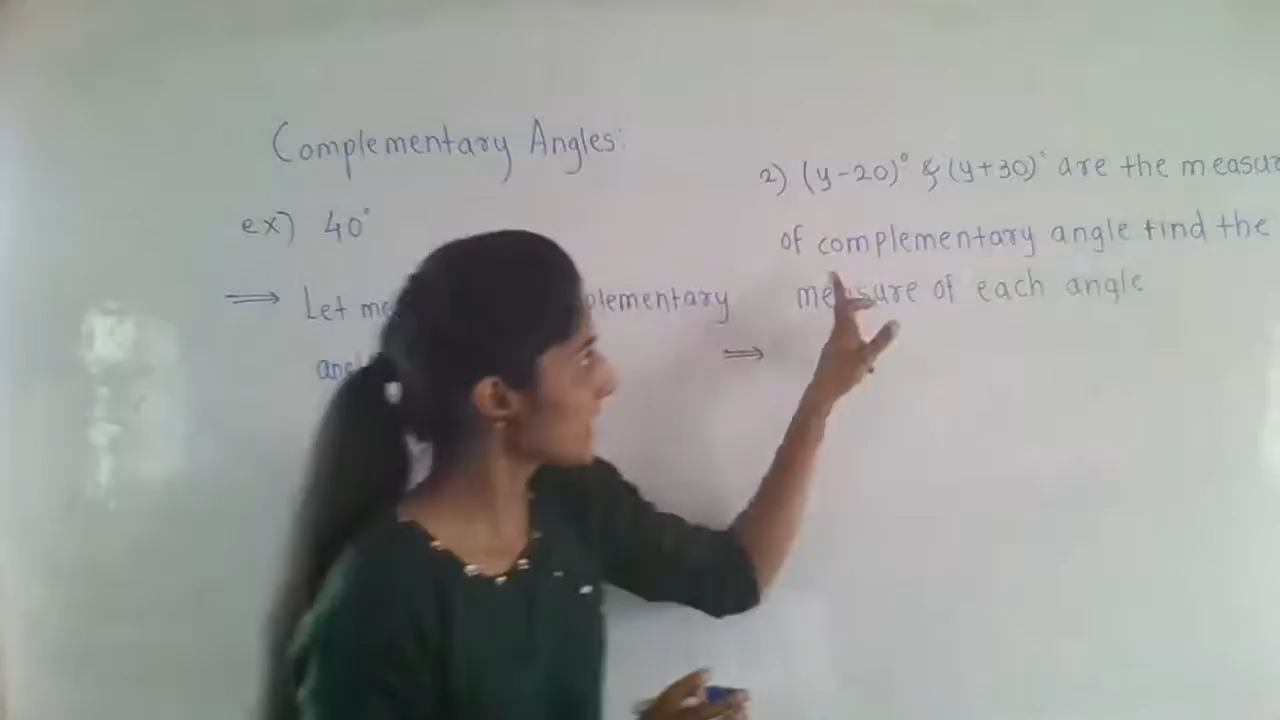 Complementary Angles:
ex) 40°
⇒ Let plementary
2) (y-20)° & (y+30)° are the measur
of complementary angle find the
measure of each angle
⇒